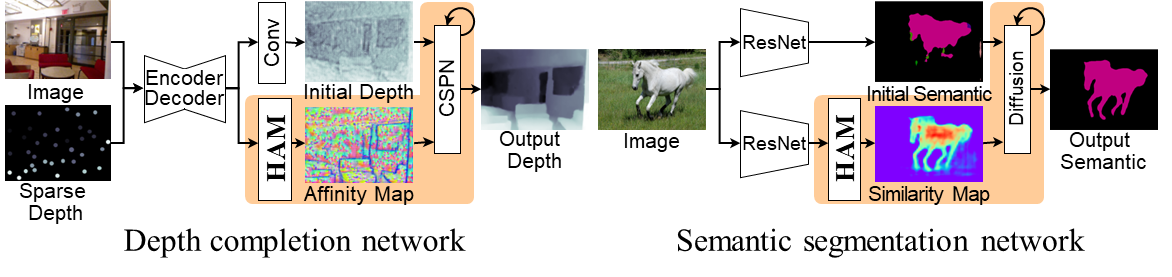 Image
Sparse
Depth
Encoder
Decoder
Conv
HAM
Initial Depth
Affinity Map
CSPN
Output
Depth
Depth completion network
Image
ResNet
ResNet
HAM
Initial Semantic
Similarity Map
Diffusion
Output
Semantic
Semantic segmentation network